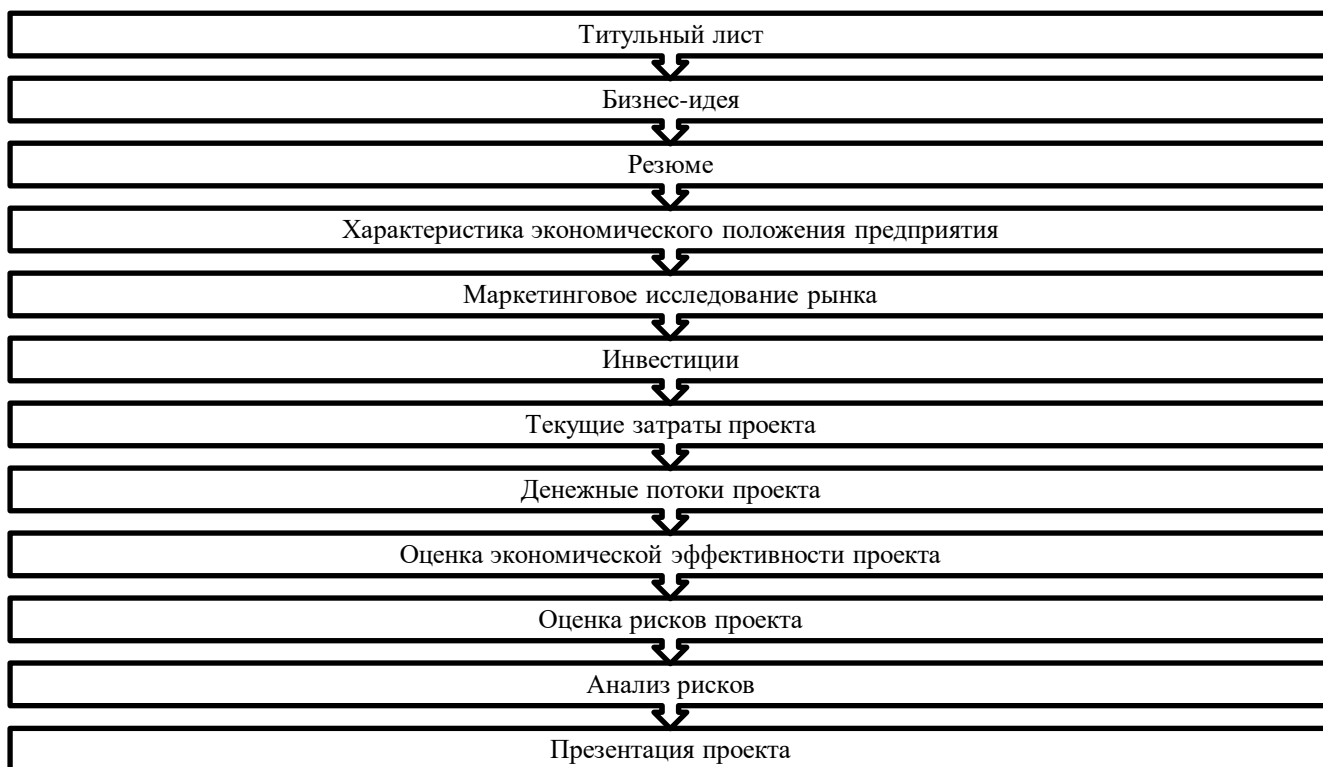 Титульный лист
Бизнес-идея
Резюме
Характеристика экономического положения предприятия
Маркетинговое исследование рынка
Инвестиции
Текущие затраты проекта
Денежные потоки проекта
Оценка экономической эффективности проекта
Оценка рисков проекта
Анализ рисков
Презентация проекта